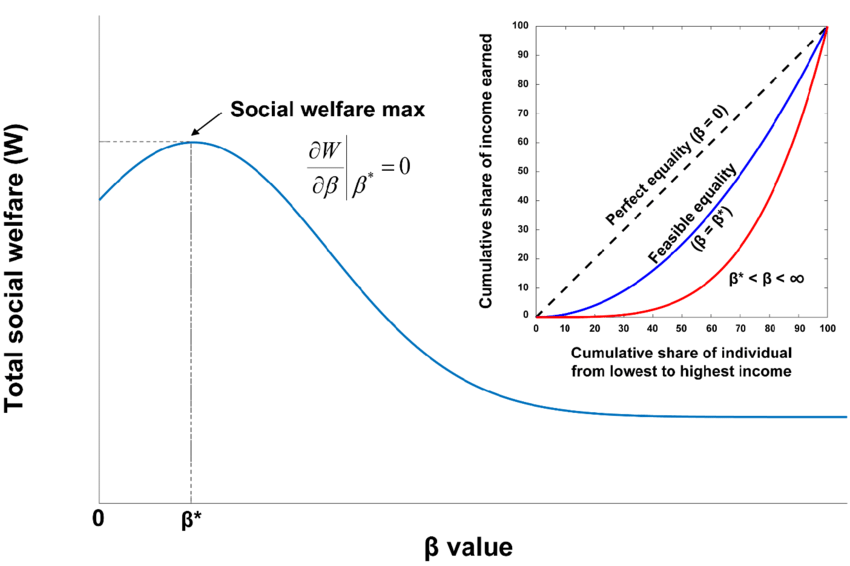 Total social welfare (W)
Social welfare max
∂W/∂β|β* = 0
0
β*
β value
Cumulative share of income earned
100
90
80
70
60
50
40
30
20
10
0
Perfect equality (β = 0)
Feasible equality
(β = β*)
β* < β < ∞
0 10 20 30 40 50 60 70 80 90 100
Cumulative share of individual
from lowest to highest income